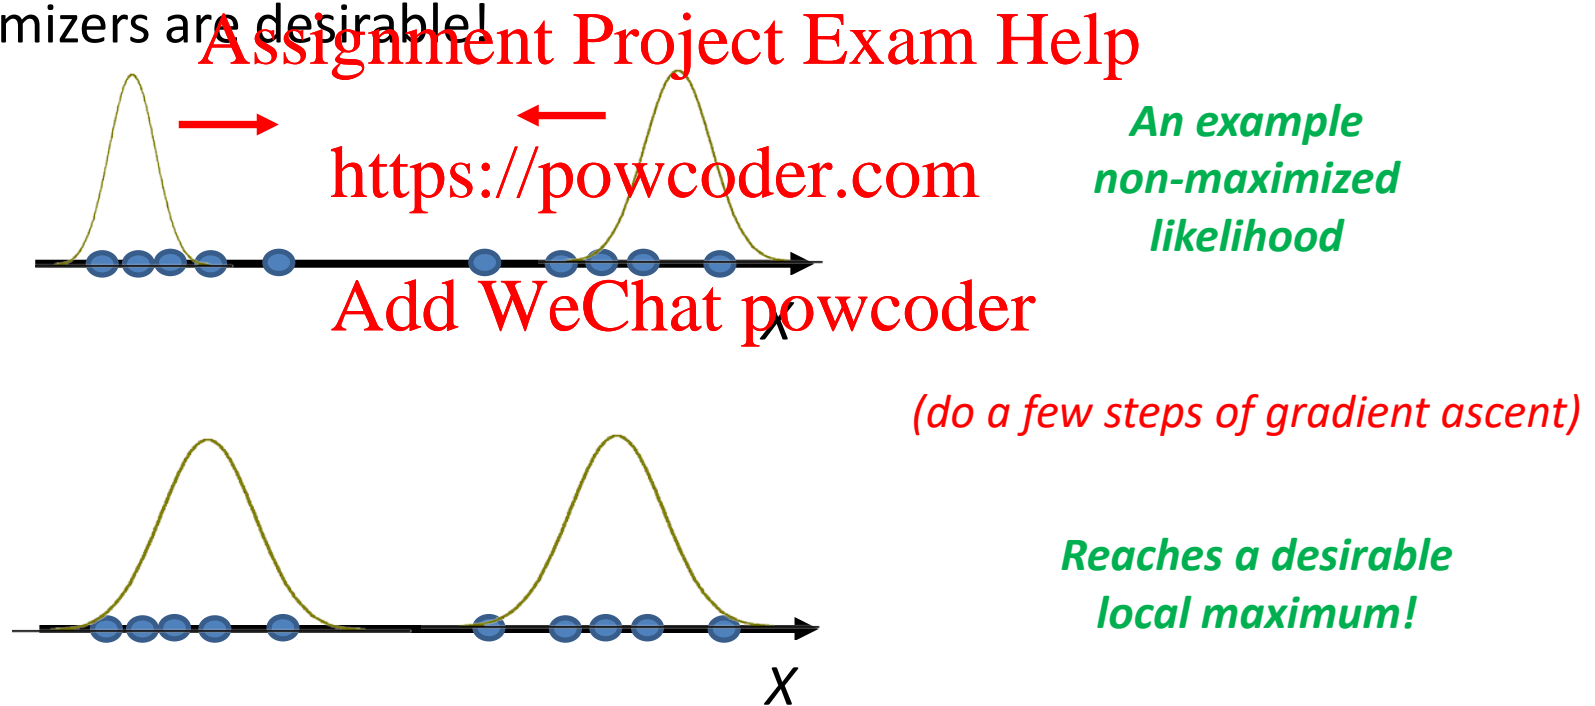 mizers are desirable!
Assignment Project Exam Help
https://powcoder.com
Add WeChat powcoder
X
An example
non-maximized
likelihood
(do a few steps of gradient ascent)
Reaches a desirable
local maximum!
X